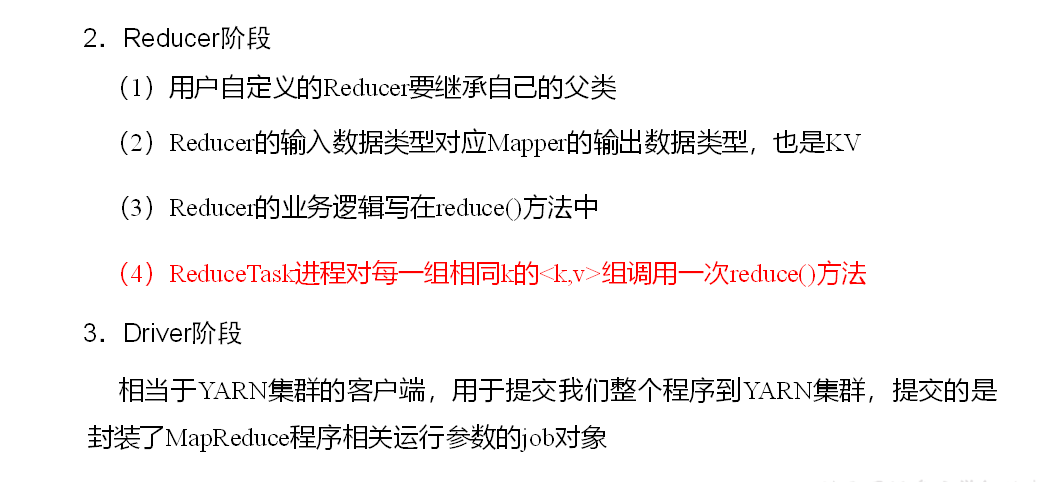 2．Reducer阶段
（1）用户自定义的Reducer要继承自己的父类
（2）Reducer的输入数据类型对应Mapper的输出数据类型，也是KV
（3）Reducer的业务逻辑写在reduce()方法中
（4）ReduceTask进程对每一组相同k的<k,v>组调用一次reduce()方法
3．Driver阶段
相当于YARN集群的客户端，用于提交我们整个程序到YARN集群，提交的是
封装了MapReduce程序相关运行参数的job对象